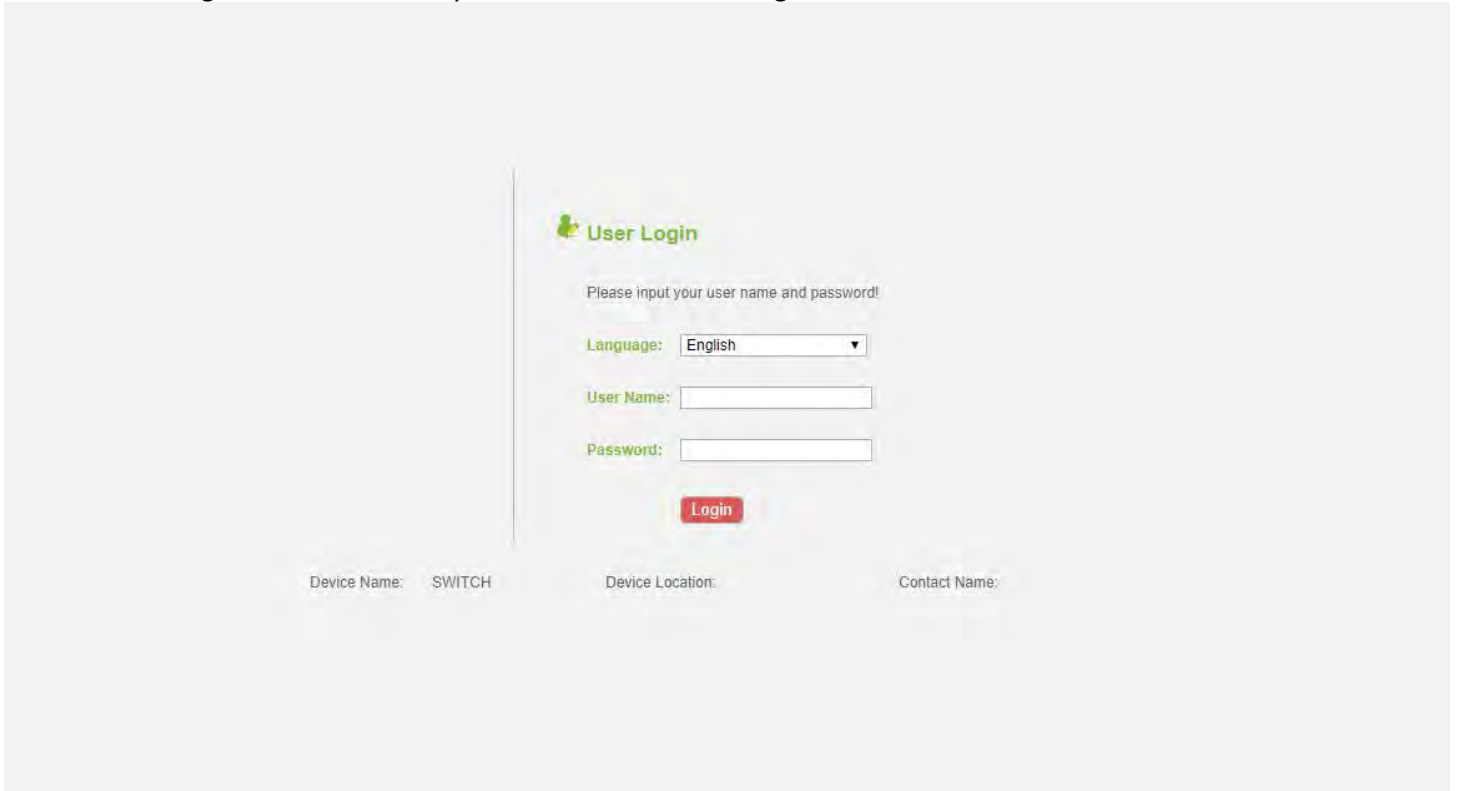 User Login
Please input your user name and password!
Language: English
User Name:
Password:
Login
Device Name: SWITCH Device Location: Contact Name: